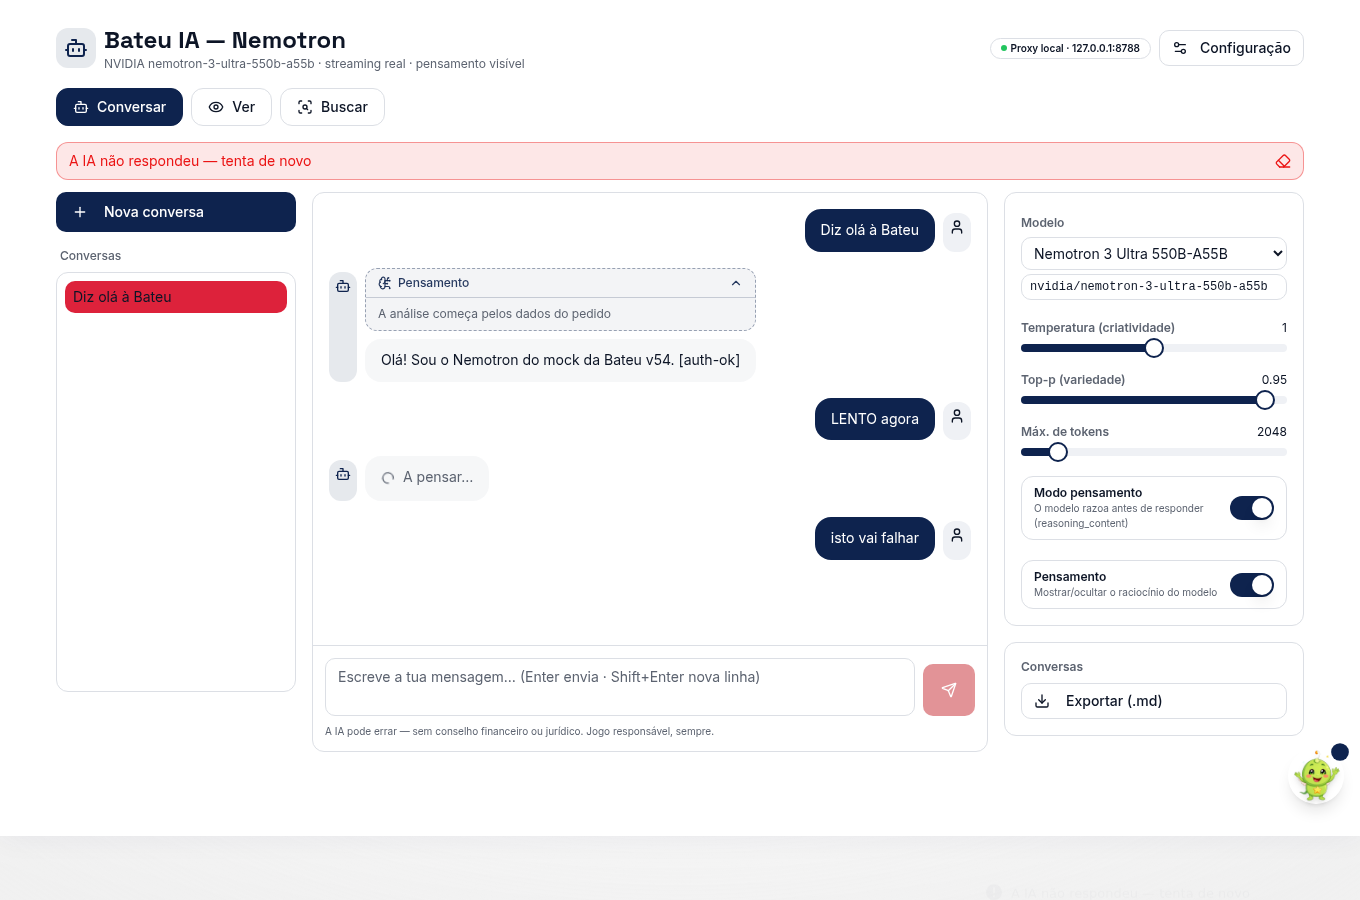 Bateu IA — Nemotron
NVIDIA nemotron-3-ultra-550b-a55b · streaming real · pensamento visível
Proxy local · 127.0.0.1:8788
Configuração
Conversar
Ver
Buscar
A IA não respondeu — tenta de novo
Nova conversa
Conversas
Diz olá à Bateu
Diz olá à Bateu
Pensamento
A análise começa pelos dados do pedido
Olá! Sou o Nemotron do mock da Bateu v54. [auth-ok]
LENTO agora
A pensar...
isto vai falhar
Escreve a tua mensagem... (Enter envia · Shift+Enter nova linha)
A IA pode errar — sem conselho financeiro ou jurídico. Jogo responsável, sempre.
Modelo
Nemotron 3 Ultra 550B-A55B
nvidia/nemotron-3-ultra-550b-a55b
Temperatura (criatividade) 1
Top-p (variedade) 0.95
Máx. de tokens 2048
Modo pensamento
O modelo razoa antes de responder
(reasoning_content)
Pensamento
Mostrar/ocultar o raciocínio do modelo
Conversas
Exportar (.md)
A IA não respondeu — tenta de novo